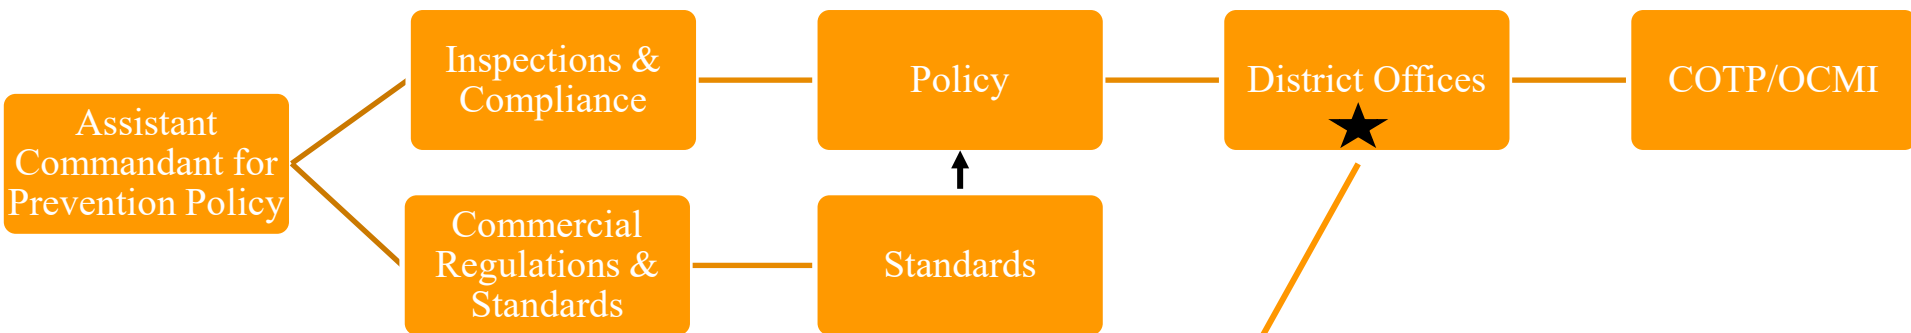 Assistant
Commandant for
Prevention Policy
Inspections &
Compliance
Policy
District Offices
COTP/OCMI
Commercial
Regulations &
Standards
Standards